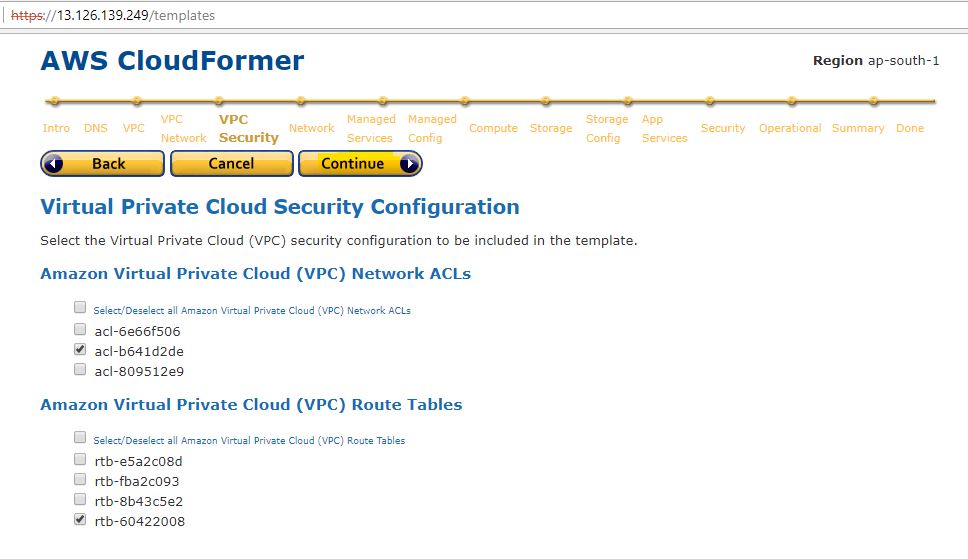 https://13.126.139.249/templates
AWS CloudFormer
Region ap-south-1
Intro DNS VPC VPC Network VPC Security Network Managed Services Managed Config Compute Storage Storage Config App Services Security Operational Summary Done
Back Cancel Continue
Virtual Private Cloud Security Configuration
Select the Virtual Private Cloud (VPC) security configuration to be included in the template.
Amazon Virtual Private Cloud (VPC) Network ACLs
Select/Deselect all Amazon Virtual Private Cloud (VPC) Network ACLs
acl-6e66f506
acl-b641d2de
acl-809512e9
Amazon Virtual Private Cloud (VPC) Route Tables
Select/Deselect all Amazon Virtual Private Cloud (VPC) Route Tables
rtb-e5a2c08d
rtb-fba2c093
rtb-8b43c5e2
rtb-60422008